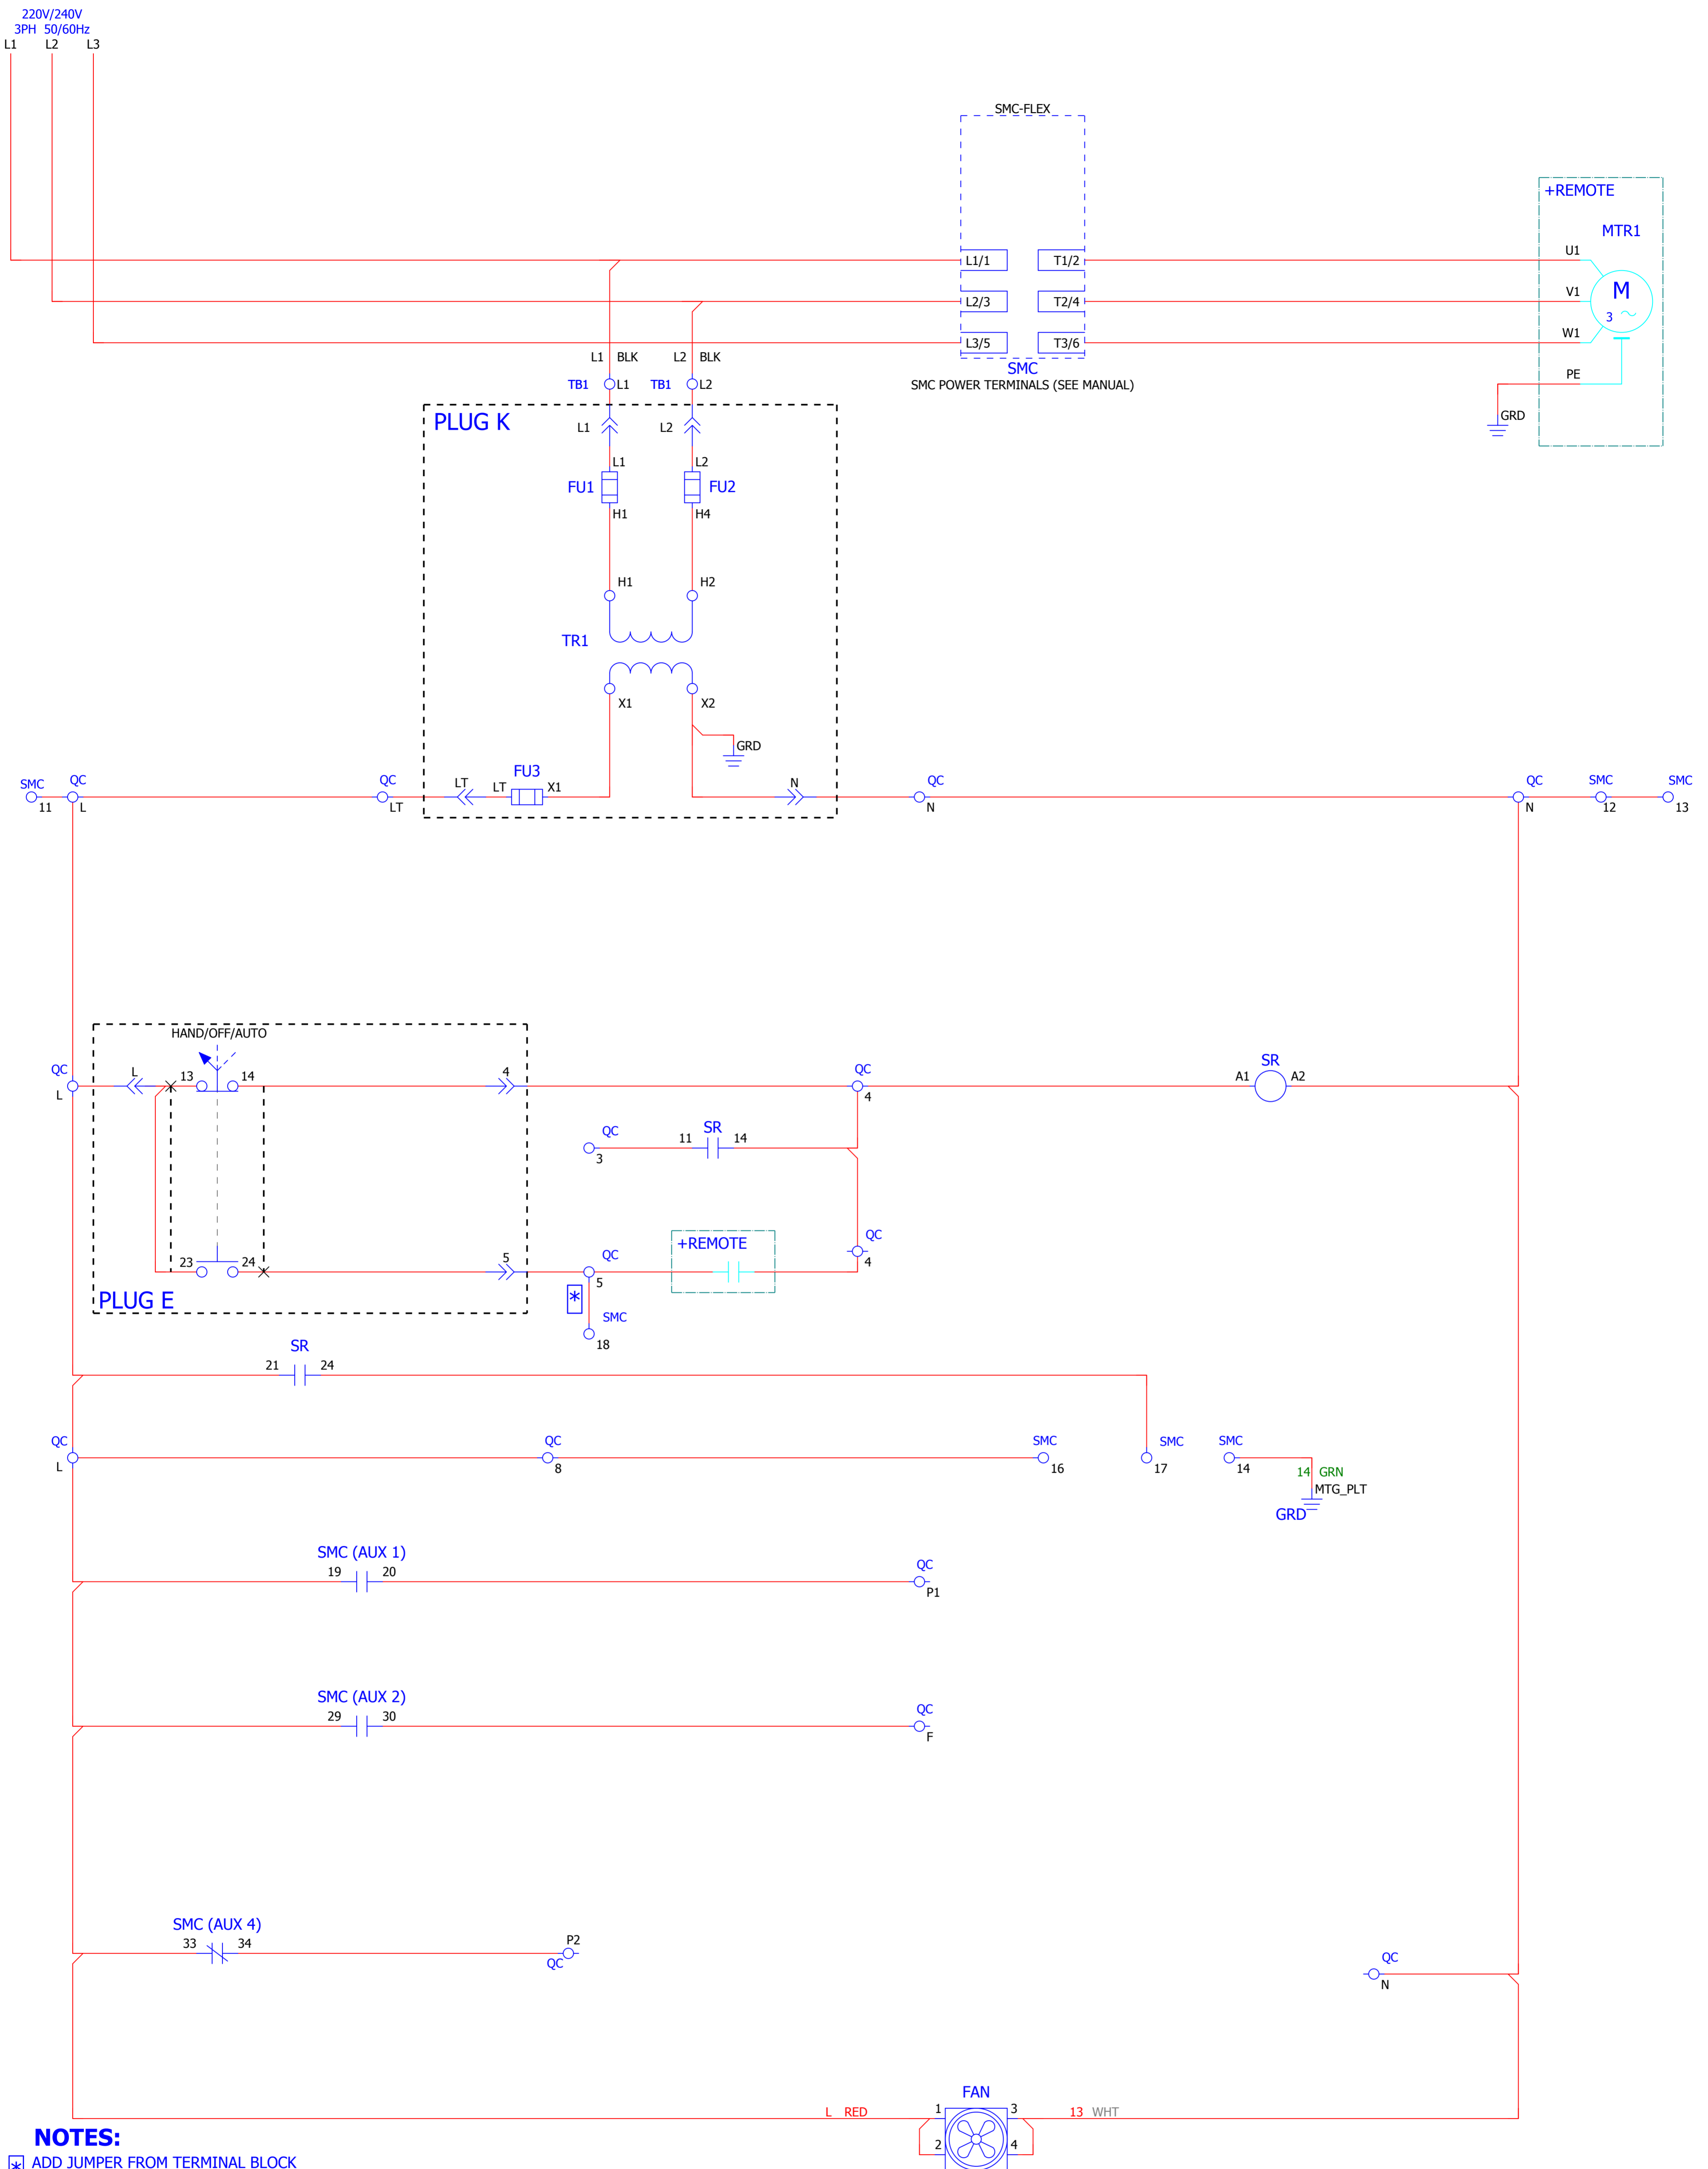 220V/240V
3PH 50/60Hz
L1 L2 L3
SMC-FLEX
+REMOTE
MTR1
L1/1 T1/2 U1
L2/3 T2/4 V1 M
3
L3/5 T3/6 W1
L1 BLK L2 BLK
SMC
SMC POWER TERMINALS (SEE MANUAL)
PE
GRD
TB1 L1 TB1 L2
PLUG K
L1 L2
L1 L2
FU1 FU2
H1 H4
H1 H2
TR1
X1 X2
GRD
SMC QC QC LT LT FU3 X1 N QC QC SMC SMC
11 L LT N N 12 13
HAND/OFF/AUTO
QC L 13 14 4 QC SR
L 4 A1 A2
QC 11 SR 14
3
+REMOTE
QC
4
23 24 5 QC
5
PLUG E
*
SMC
18
SR
21 24
QC QC SMC SMC SMC
L 8 16 17 14
14 GRN
MTG_PLT
GRD
SMC (AUX 1)
19 20 QC
P1
SMC (AUX 2)
29 30 QC
F
SMC (AUX 4)
33 34 P2
QC
QC
N
FAN
L RED 1 3 13 WHT
2 4
NOTES:
* ADD JUMPER FROM TERMINAL BLOCK